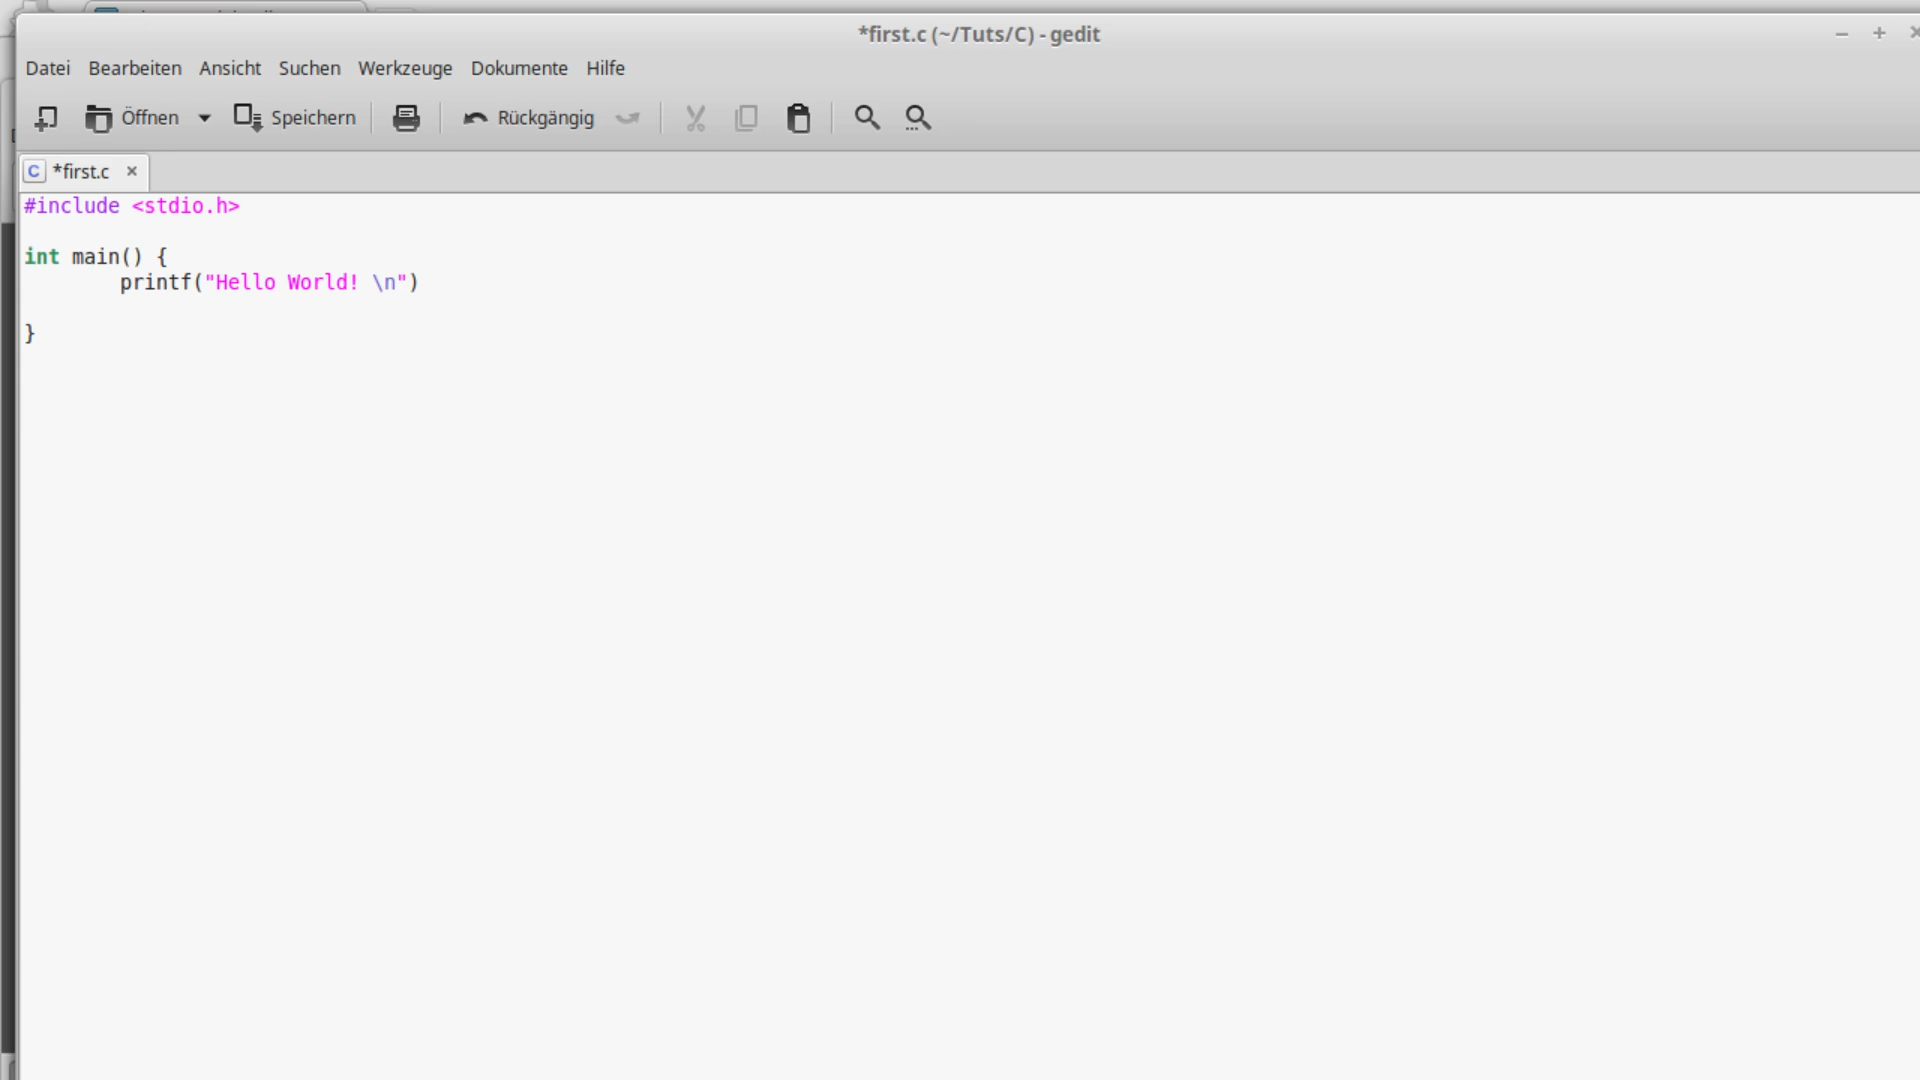 *first.c (~/Tuts/C) - gedit
Datei Bearbeiten Ansicht Suchen Werkzeuge Dokumente Hilfe
Öffnen Speichern Rückgängig
C *first.c
#include <stdio.h>
int main() {
printf("Hello World! \n")
}